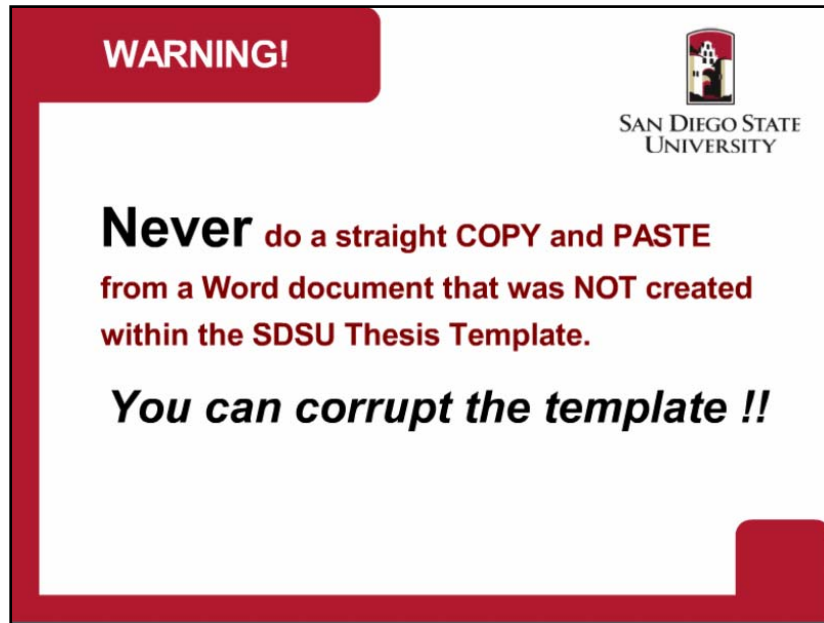 WARNING!
SAN DIEGO STATE
UNIVERSITY
Never do a straight COPY and PASTE
from a Word document that was NOT created
within the SDSU Thesis Template.
You can corrupt the template !!